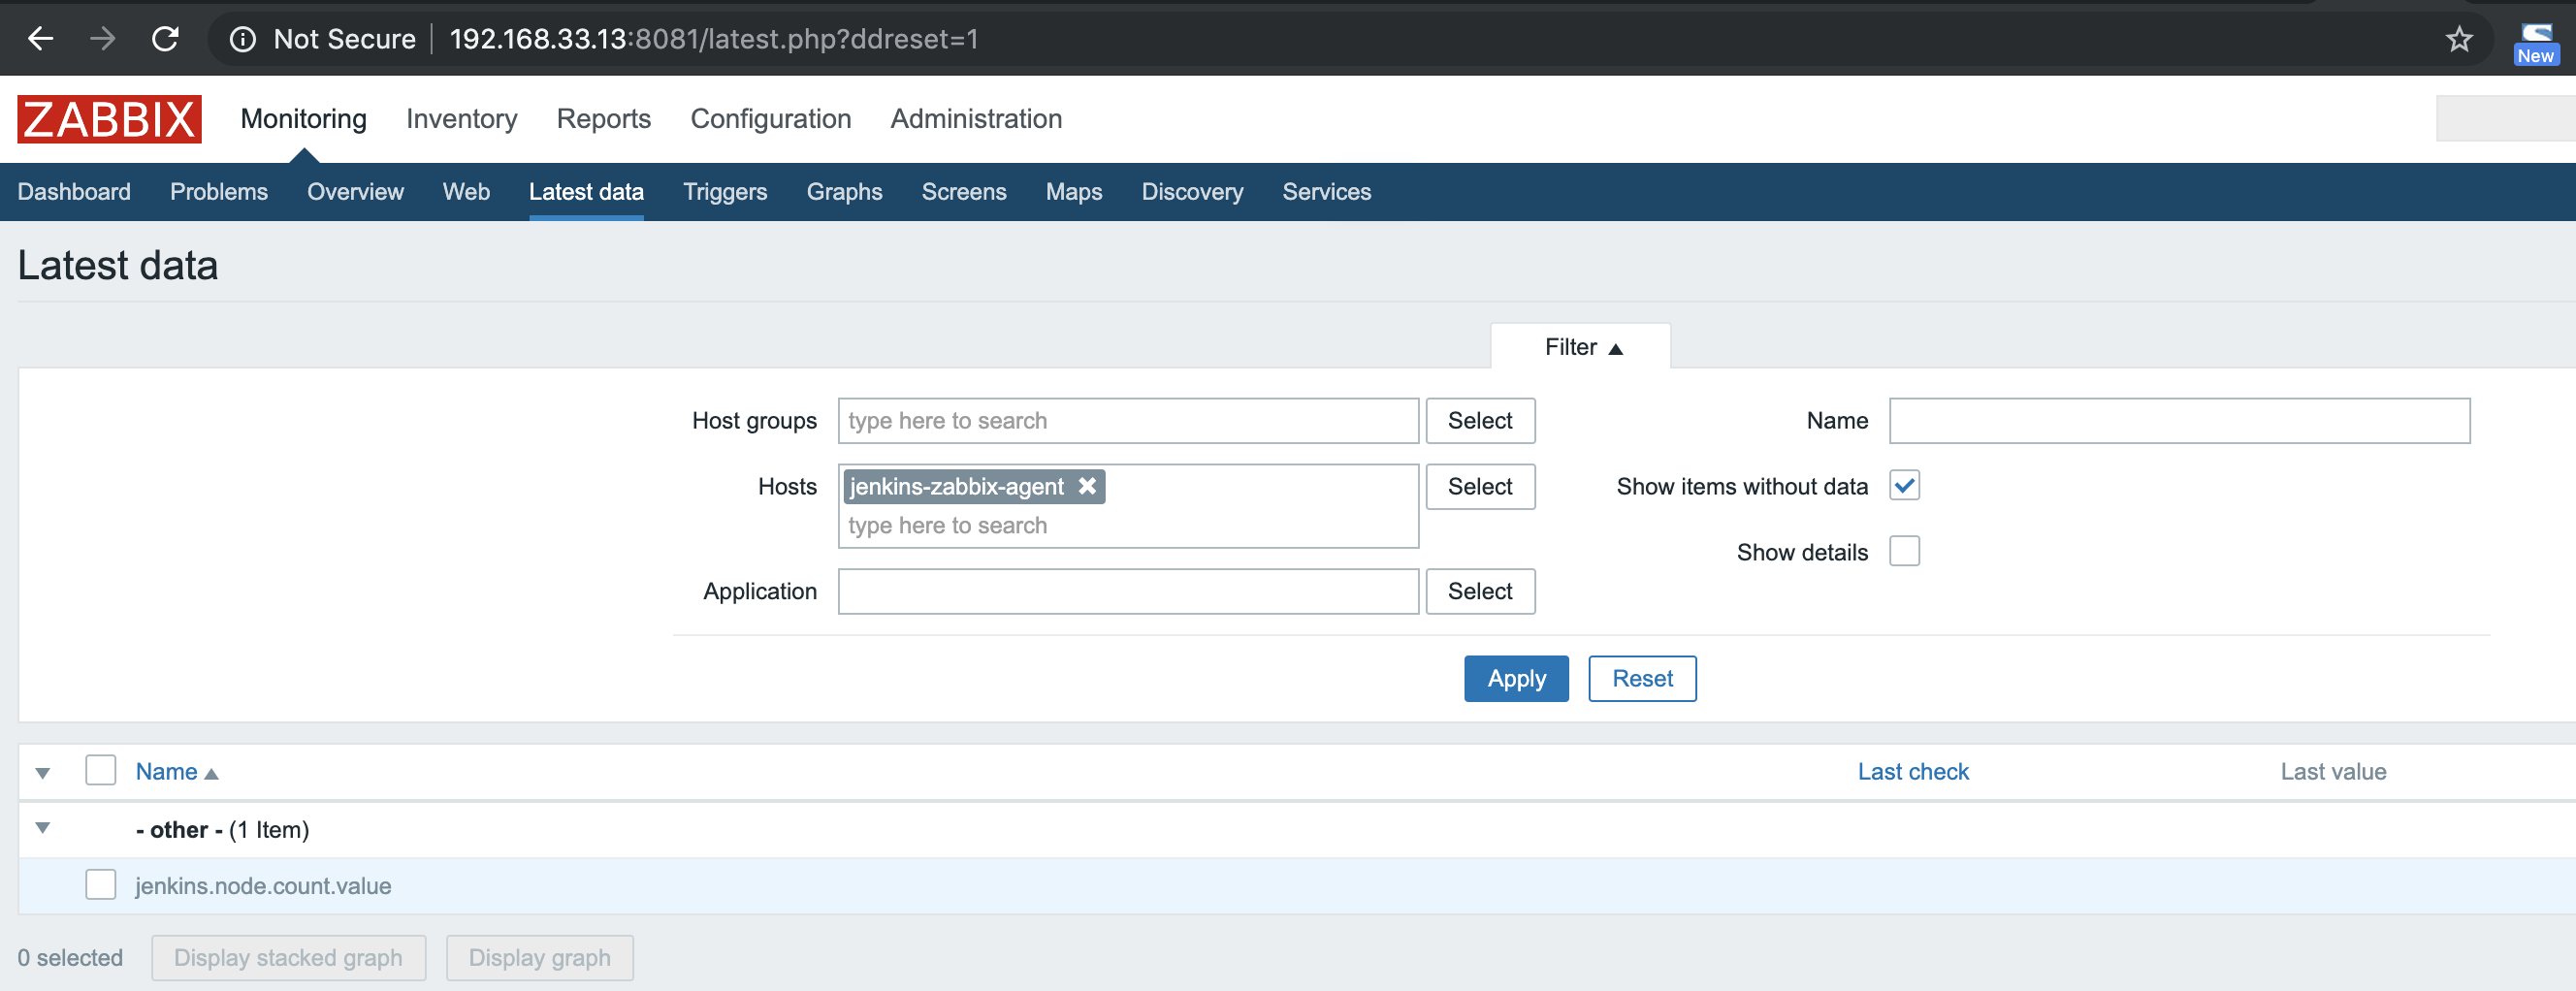 Not Secure 192.168.33.13:8081/latest.php?ddreset=1
New
ZABBIX Monitoring Inventory Reports Configuration Administration
Dashboard Problems Overview Web Latest data Triggers Graphs Screens Maps Discovery Services
Latest data
Filter ▲
Host groups type here to search Select Name
Hosts jenkins-zabbix-agent ✖ Select Show items without data
type here to search
Show details
Application Select
Apply Reset
Name ▲ Last check Last value
- other - (1 Item)
jenkins.node.count.value
0 selected Display stacked graph Display graph